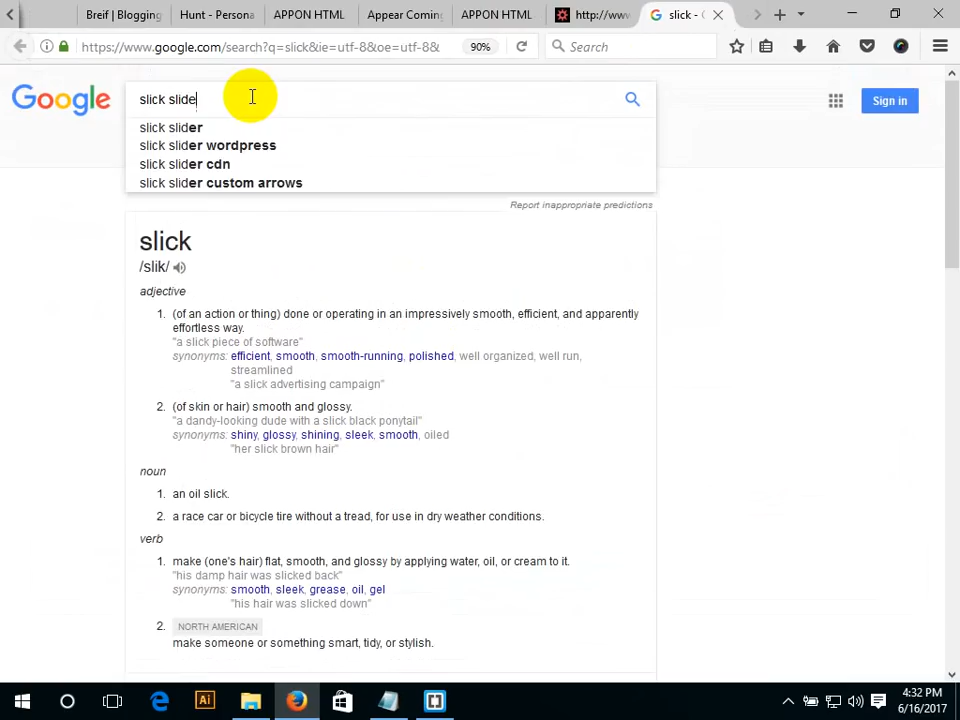 Breif | Blogging
Hunt - Persona
APPON HTML
Appear Coming
APPON HTML
http://www
slick - G
https://www.google.com/search?q=slick&ie=utf-8&oe=utf-8&
90%
Search
Google
slick slide
Sign in
slick slider
slick slider wordpress
slick slider cdn
slick slider custom arrows
Report inappropriate predictions
slick
/slik/
adjective
1. (of an action or thing) done or operating in an impressively smooth, efficient, and apparently
effortless way.
"a slick piece of software"
synonyms: efficient, smooth, smooth-running, polished, well organized, well run,
streamlined
"a slick advertising campaign"
2. (of skin or hair) smooth and glossy.
"a dandy-looking dude with a slick black ponytail"
synonyms: shiny, glossy, shining, sleek, smooth, oiled
"her slick brown hair"
noun
1. an oil slick.
2. a race car or bicycle tire without a tread, for use in dry weather conditions.
verb
1. make (one's hair) flat, smooth, and glossy by applying water, oil, or cream to it.
"his damp hair was slicked back"
synonyms: smooth, sleek, grease, oil, gel
"his hair was slicked down"
2. NORTH AMERICAN
make someone or something smart, tidy, or stylish.
Ai
4:32 PM
6/16/2017